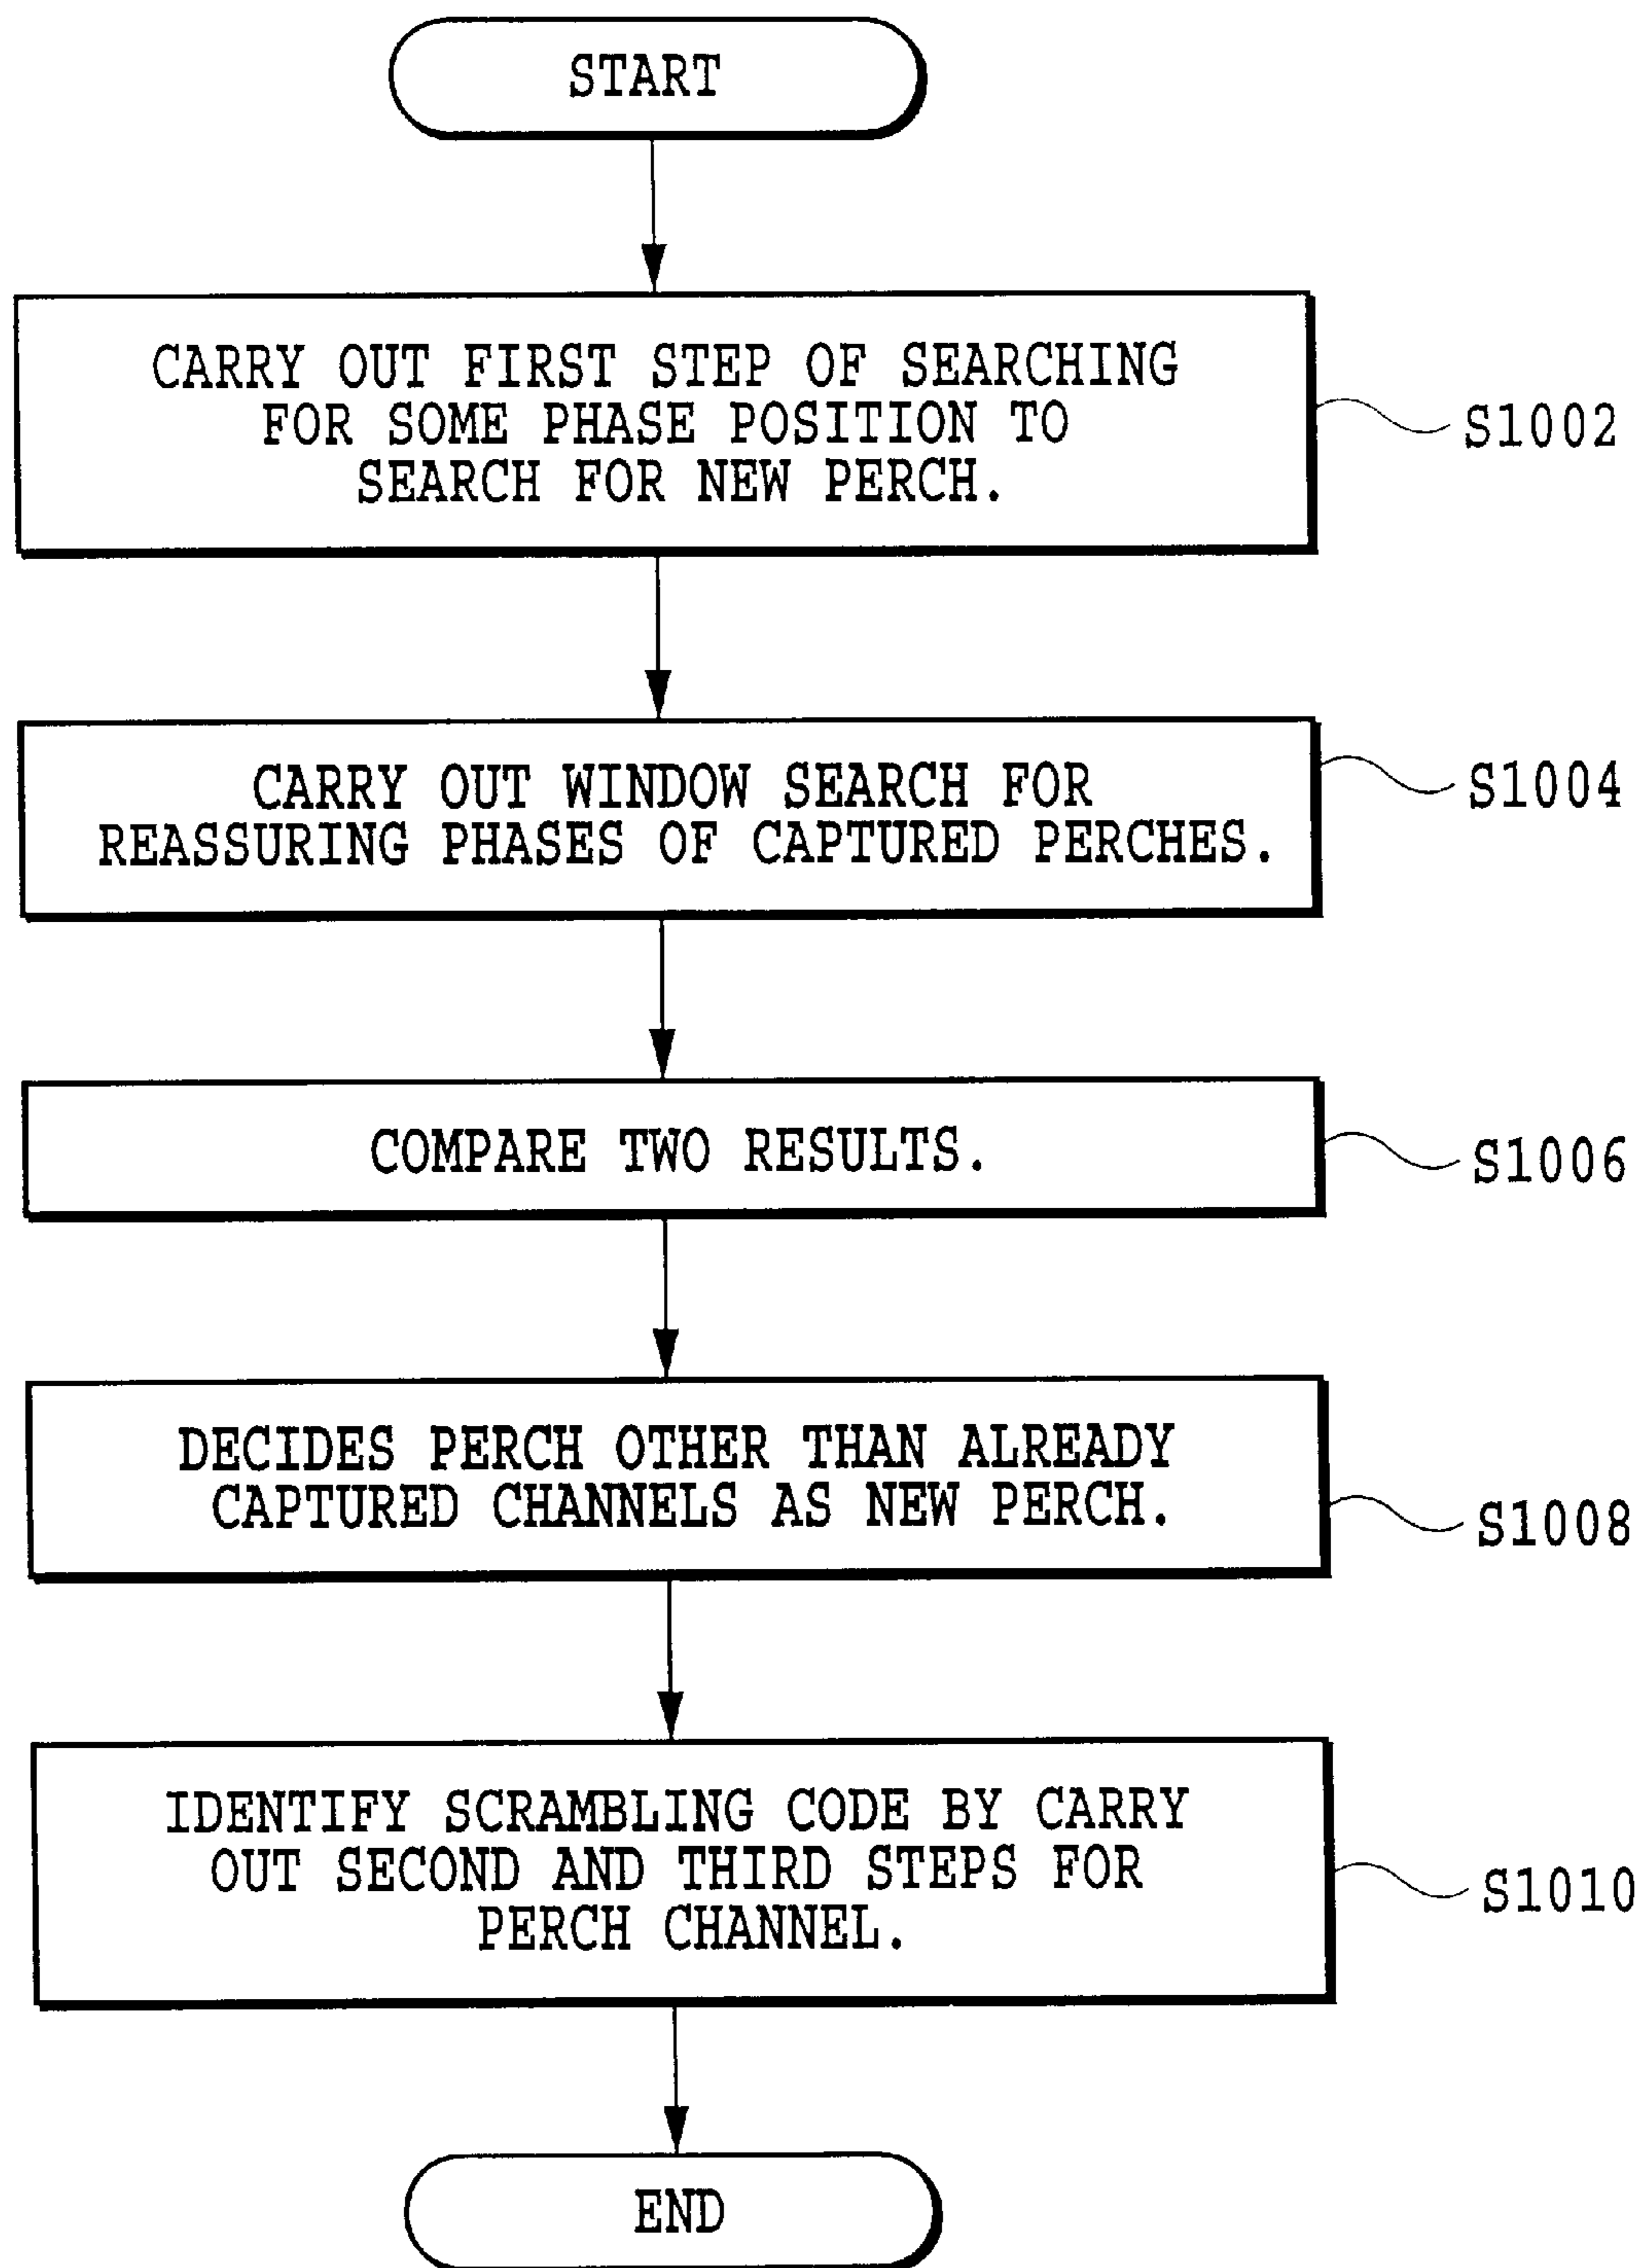 START
CARRY OUT FIRST STEP OF SEARCHING
FOR SOME PHASE POSITION TO
SEARCH FOR NEW PERCH.
S1002
CARRY OUT WINDOW SEARCH FOR
REASSURING PHASES OF CAPTURED PERCHES.
S1004
COMPARE TWO RESULTS.
S1006
DECIDES PERCH OTHER THAN ALREADY
CAPTURED CHANNELS AS NEW PERCH.
S1008
IDENTIFY SCRAMBLING CODE BY CARRY
OUT SECOND AND THIRD STEPS FOR
PERCH CHANNEL.
S1010
END